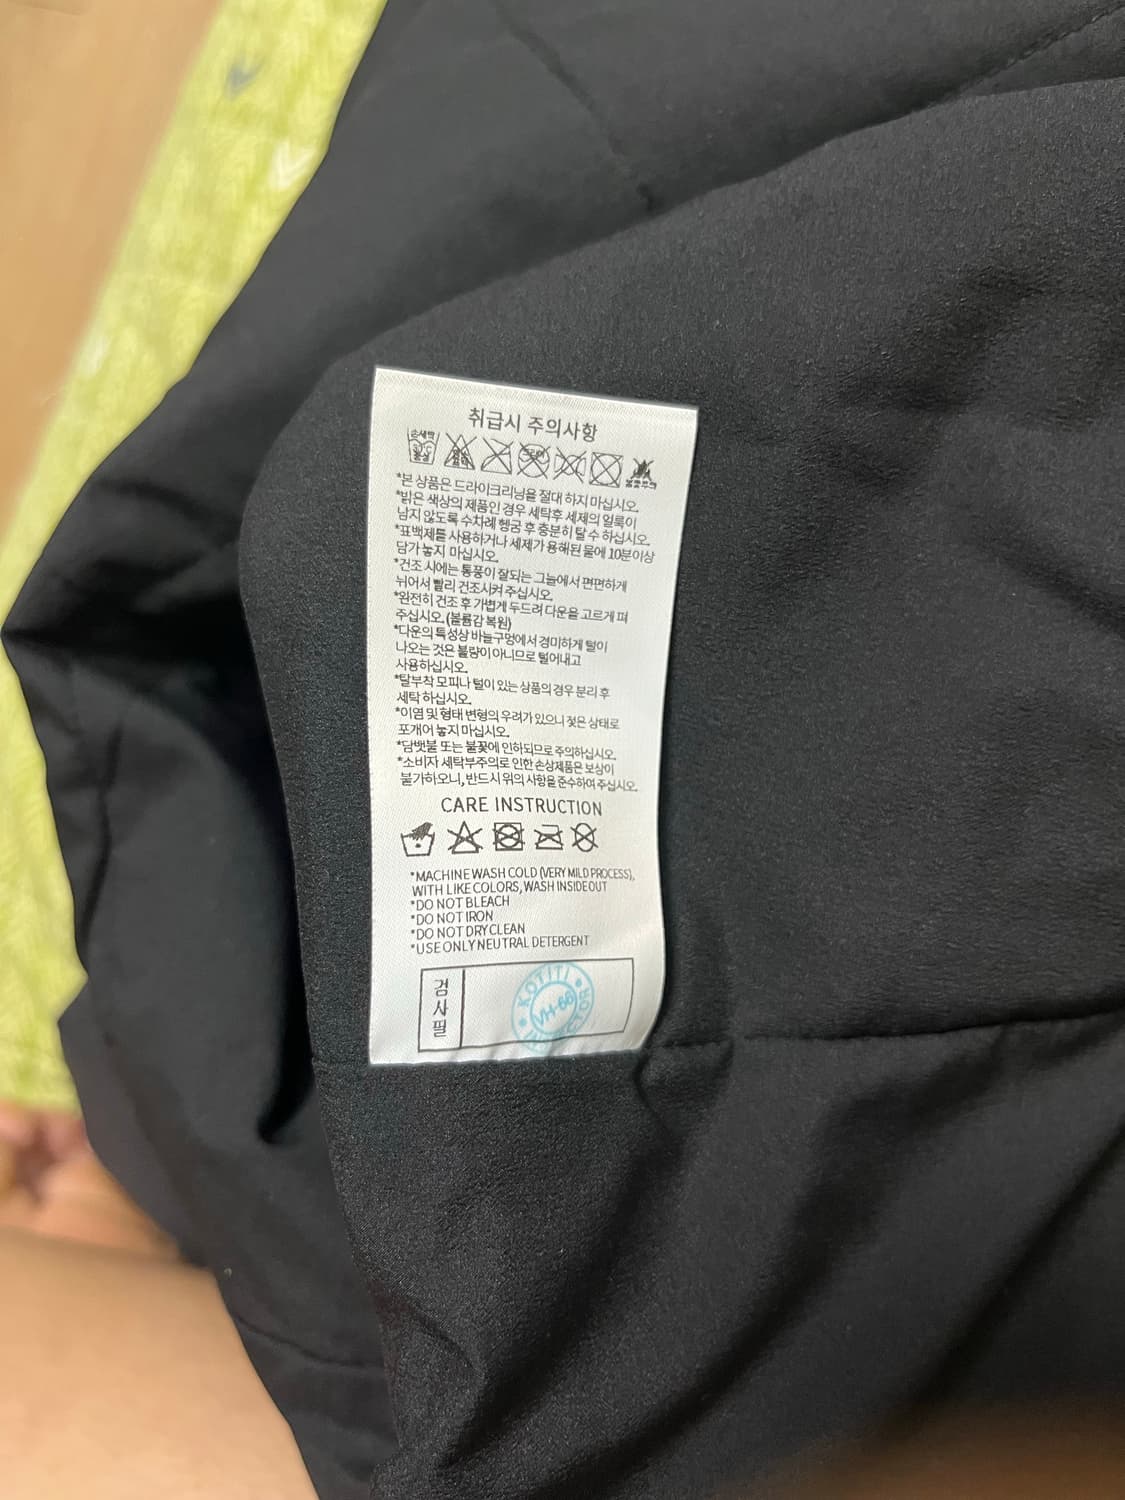 취급시 주의사항
손세탁
중성
*본 상품은 드라이크리닝을 절대 하지 마십시오.
*밝은 색상의 제품인 경우 세탁후 세제의 얼룩이
남지 않도록 수차례 헹굼 후 충분히 탈수 하십시오.
*표백제를 사용하거나 세제가 용해된 물에 10분이상
담가 놓지 마십시오.
*건조 시에는 통풍이 잘되는 그늘에서 편편하게
뉘어서 빨리 건조시켜 주십시오.
*완전히 건조 후 가볍게 두드려 다운을 고르게 펴
주십시오. (볼륨감 복원)
*다운의 특성상 바늘구멍에서 경미하게 털이
나오는 것은 불량이 아니므로 털어내고
사용하십시오.
*탈부착 모피나 털이 있는 상품의 경우 분리 후
세탁 하십시오.
*이염 및 형태 변형의 우려가 있으니 젖은 상태로
포개어 놓지 마십시오.
*담뱃불 또는 불꽃에 인하되므로 주의하십시오.
*소비자 세탁부주의로 인한 손상제품은 보상이
불가하오니, 반드시 위의 사항을 준수하여 주십시오.
CARE INSTRUCTION
*MACHINE WASH COLD (VERY MILD PROCESS),
WITH LIKE COLORS, WASH INSIDE OUT
*DO NOT BLEACH
*DO NOT IRON
*DO NOT DRY CLEAN
*USE ONLY NEUTRAL DETERGENT
검사필
KOTITI
VH-66